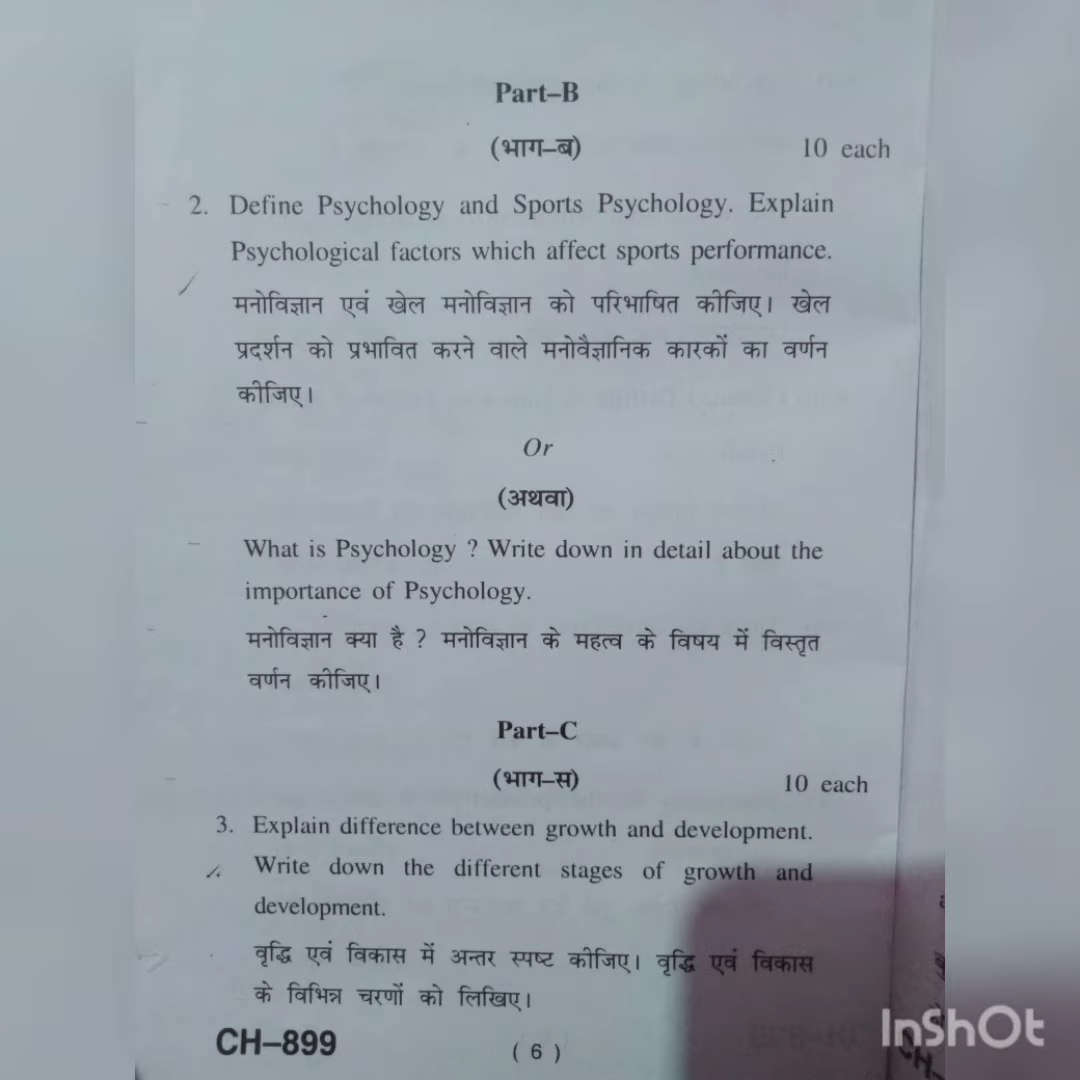 Part–B
(भाग–ब) 10 each
2. Define Psychology and Sports Psychology. Explain
Psychological factors which affect sports performance.
मनोविज्ञान एवं खेल मनोविज्ञान को परिभाषित कीजिए। खेल
प्रदर्शन को प्रभावित करने वाले मनोवैज्ञानिक कारकों का वर्णन
कीजिए।
Or
(अथवा)
What is Psychology ? Write down in detail about the
importance of Psychology.
मनोविज्ञान क्या है ? मनोविज्ञान के महत्व के विषय में विस्तृत
वर्णन कीजिए।
Part–C
(भाग–स) 10 each
3. Explain difference between growth and development.
Write down the different stages of growth and
development.
वृद्धि एवं विकास में अन्तर स्पष्ट कीजिए। वृद्धि एवं विकास
के विभिन्न चरणों को लिखिए।
CH–899 ( 6 )
InShOt
CH–